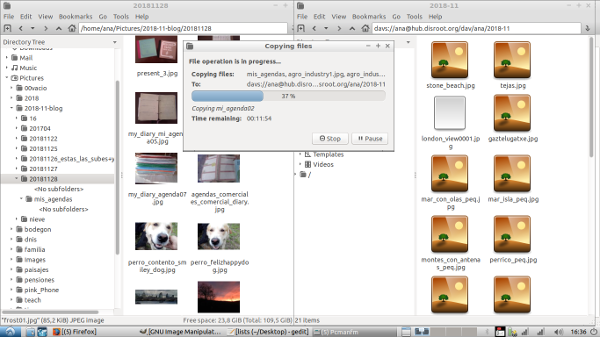 20181128
File Edit View Bookmarks Go Tools Help
/home/ana/Pictures/2018-11-blog/20181128
Directory Tree
Downloads
Mail
Music
Pictures
00vacio
2018
2018-11-blog
16
201704
20181122
20181125
20181126_estas_las_subes+y
20181127
20181128
<No subfolders>
mis_agendas
<No subfolders>
nieve
bodegon
dnis
familia
Images
paisajes
pensiones
pink_Phone
teach
present_3.jpg
my_diary_mi_agenda05.jpg
my_diary_agenda07.jpg
agendas_comerciales_comercial_diary.jpg
perro_contento_smiley_dog.jpg
perro_felizhappydog.jpg
"frost01.jpg" (85,2 KiB) JPEG image
Free space: 23,8 GiB (Total: 109,5 GiB)
Copying files
File operation is in progress...
Copying files: mis_agendas, agro_industry1.jpg, agro_indus...
To: davs://ana@hub.disro...sroot.org/dav/ana/2018-11
37 %
Copying mi_agenda02
Time remaining: 00:11:54
Stop
Pause
2018-11
File Edit View Bookmarks Go Tools Help
davs://ana@hub.disroot.org/dav/ana/2018-11
Templates
Videos
/
stone_beach.jpg
tejas.jpg
london_view0001.jpg
gaztelugatxe.jpg
mar_con_olas_peq.jpg
mar_isla_peq.jpg
montes_con_antenas_peq.jpg
perrico_peq.jpg
21 items
[(5) Firefox]
[GNU Image Manipulat...
[lists (~/Desktop) - gedit]
Pcmanfm
16:36